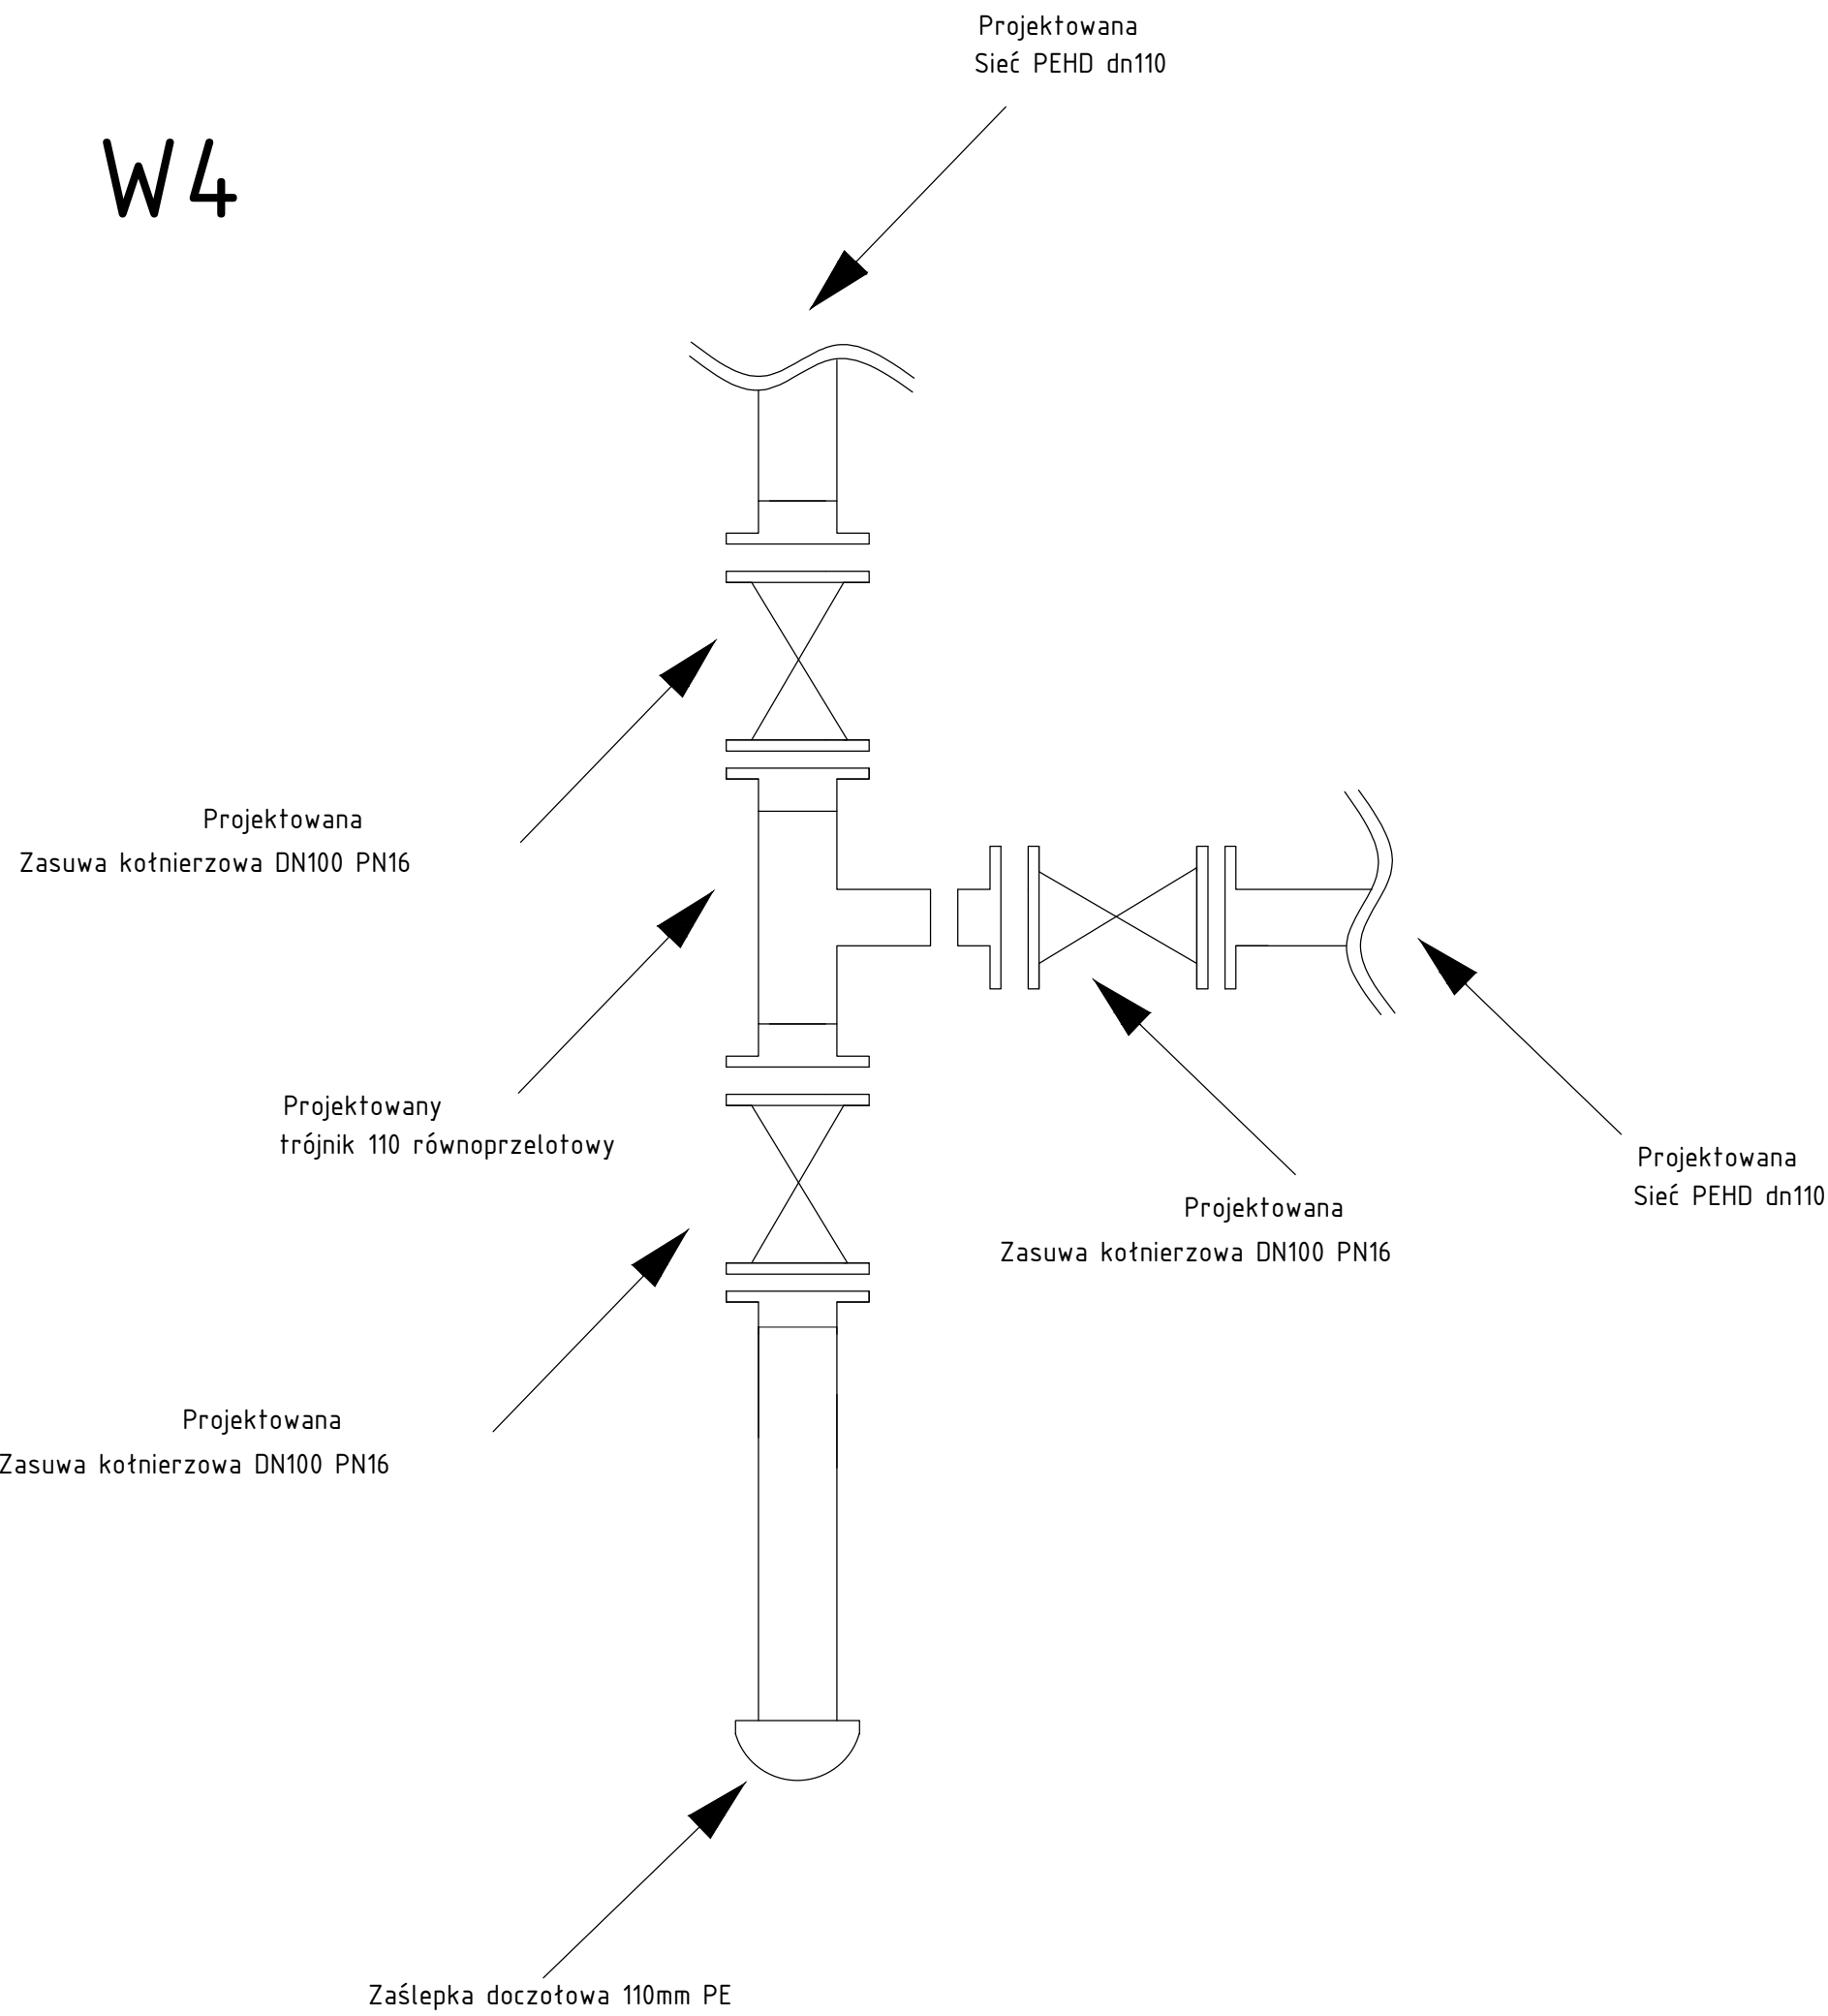 Projektowana
Sieć PEHD dn110
W4
Projektowana
Zasuwa kołnierzowa DN100 PN16
Projektowany
trójnik 110 równoprzelotowy
Projektowana
Sieć PEHD dn110
Projektowana
Zasuwa kołnierzowa DN100 PN16
Projektowana
Zasuwa kołnierzowa DN100 PN16
Zaślepka doczołowa 110mm PE